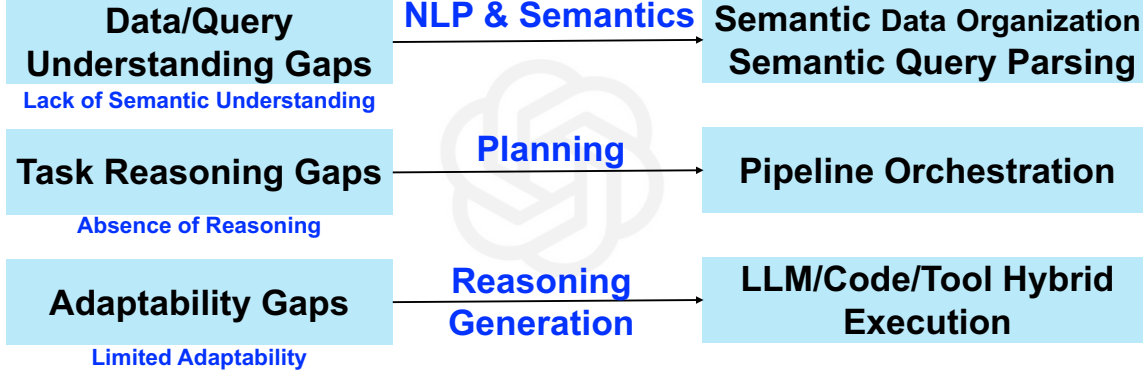 Data/Query
Understanding Gaps
Lack of Semantic Understanding
NLP & Semantics
Semantic Data Organization
Semantic Query Parsing
Task Reasoning Gaps
Absence of Reasoning
Planning
Pipeline Orchestration
Adaptability Gaps
Limited Adaptability
Reasoning
Generation
LLM/Code/Tool Hybrid
Execution